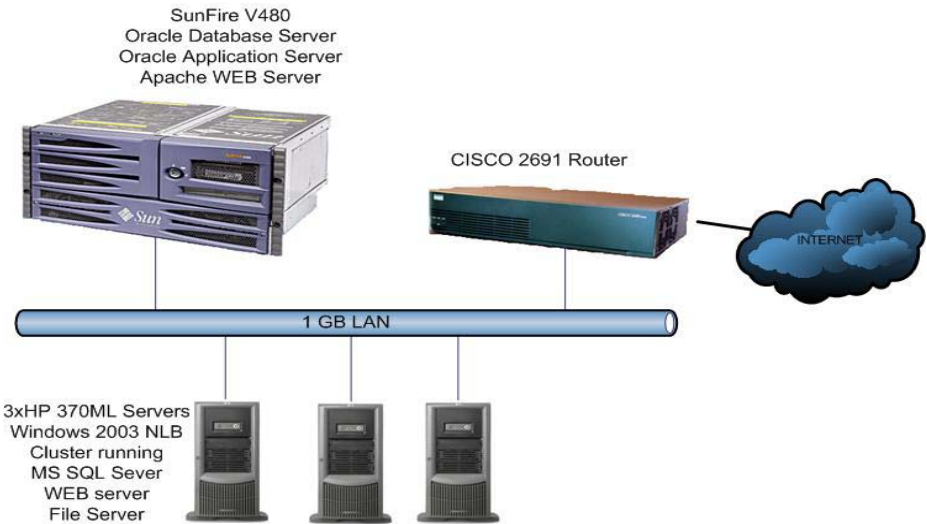 SunFire V480
Oracle Database Server
Oracle Application Server
Apache WEB Server
Sun
Sun
CISCO 2691 Router
INTERNET
1 GB LAN
3xHP 370ML Servers
Windows 2003 NLB
Cluster running
MS SQL Sever
WEB server
File Server